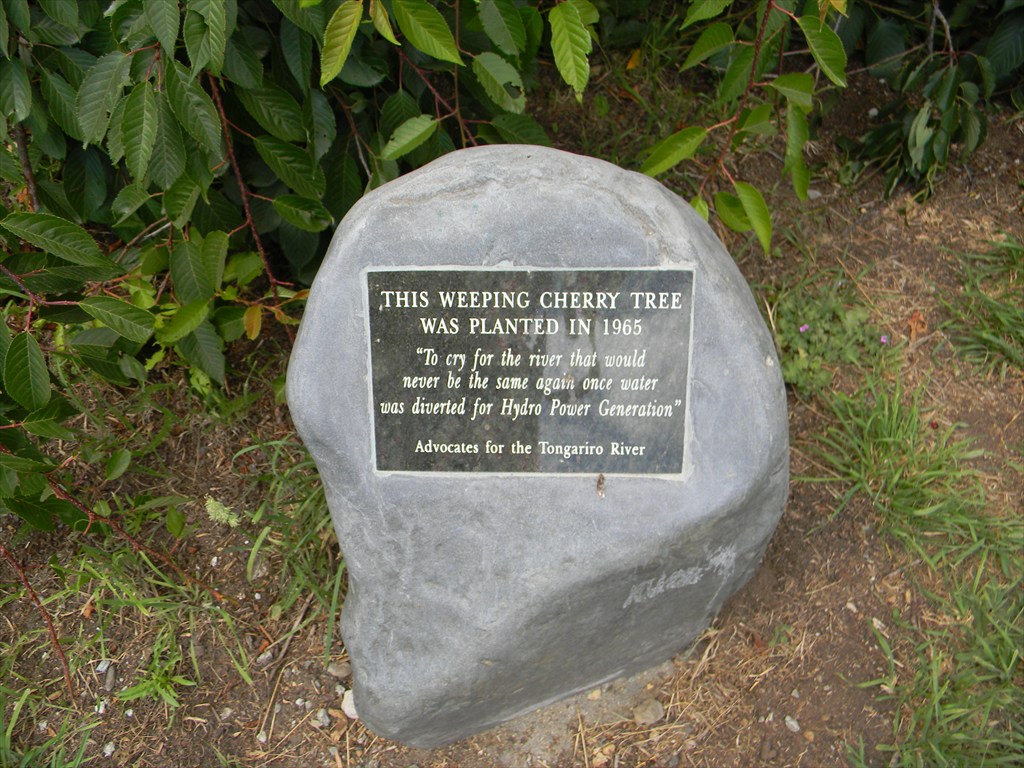 THIS WEEPING CHERRY TREE
WAS PLANTED IN 1965
“To cry for the river that would
never be the same again once water
was diverted for Hydro Power Generation”
Advocates for the Tongariro River